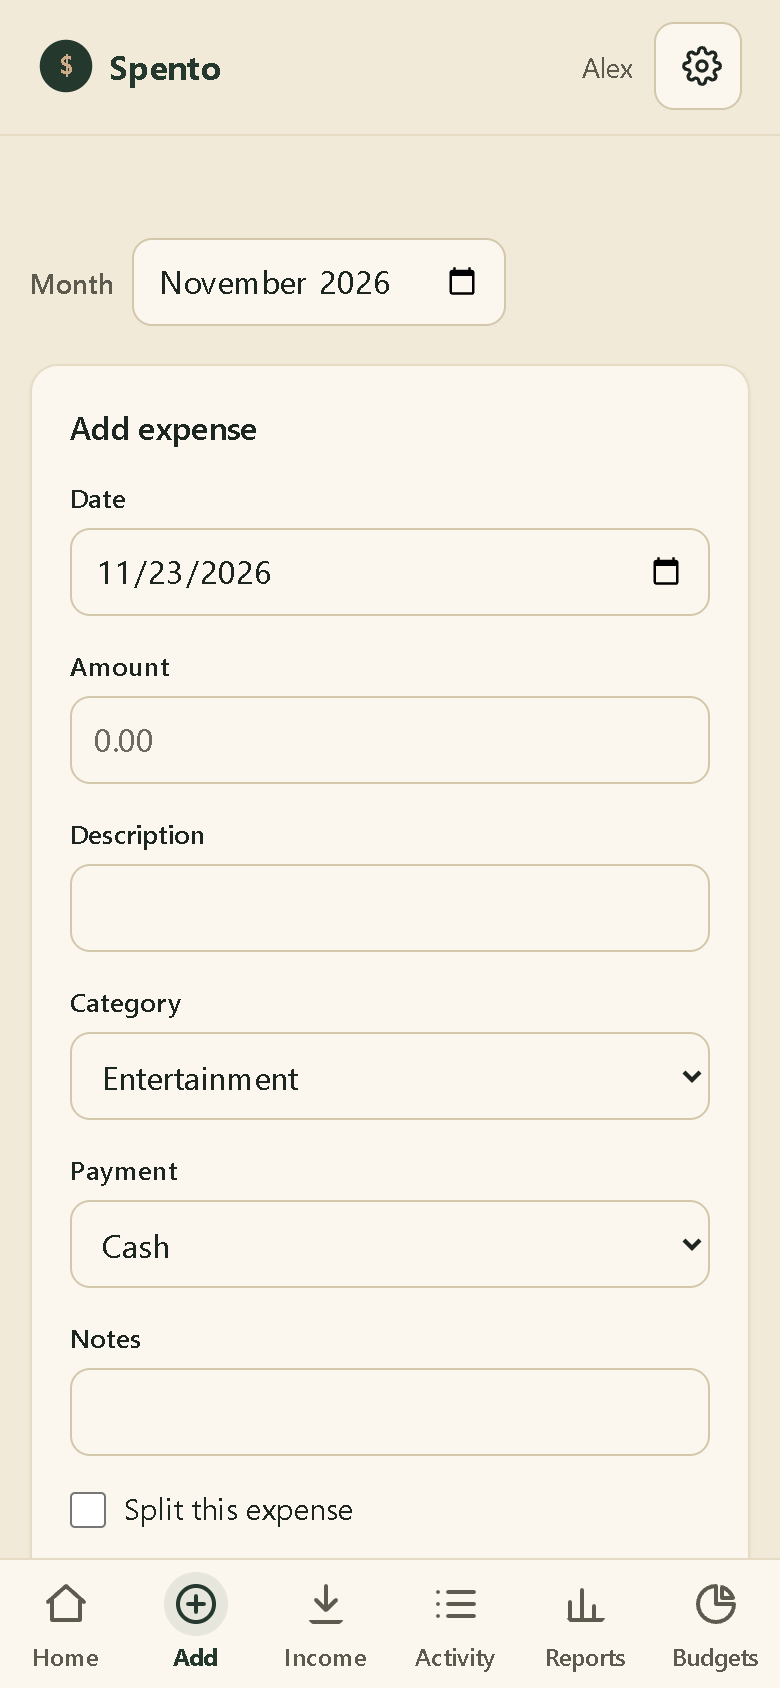 $ Spento
Alex
Month
November 2026
Add expense
Date
11/23/2026
Amount
0.00
Description
Category
Entertainment
Payment
Cash
Notes
Split this expense
Home Add Income Activity Reports Budgets